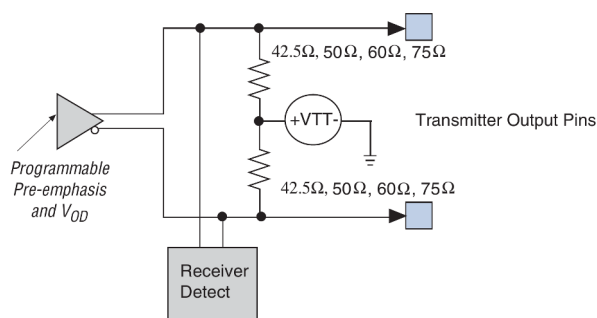 42.5Ω, 50Ω, 60Ω, 75Ω
+VTT-
Transmitter Output Pins
Programmable
Pre-emphasis
and VOD
42.5Ω, 50Ω, 60Ω, 75Ω
Receiver
Detect